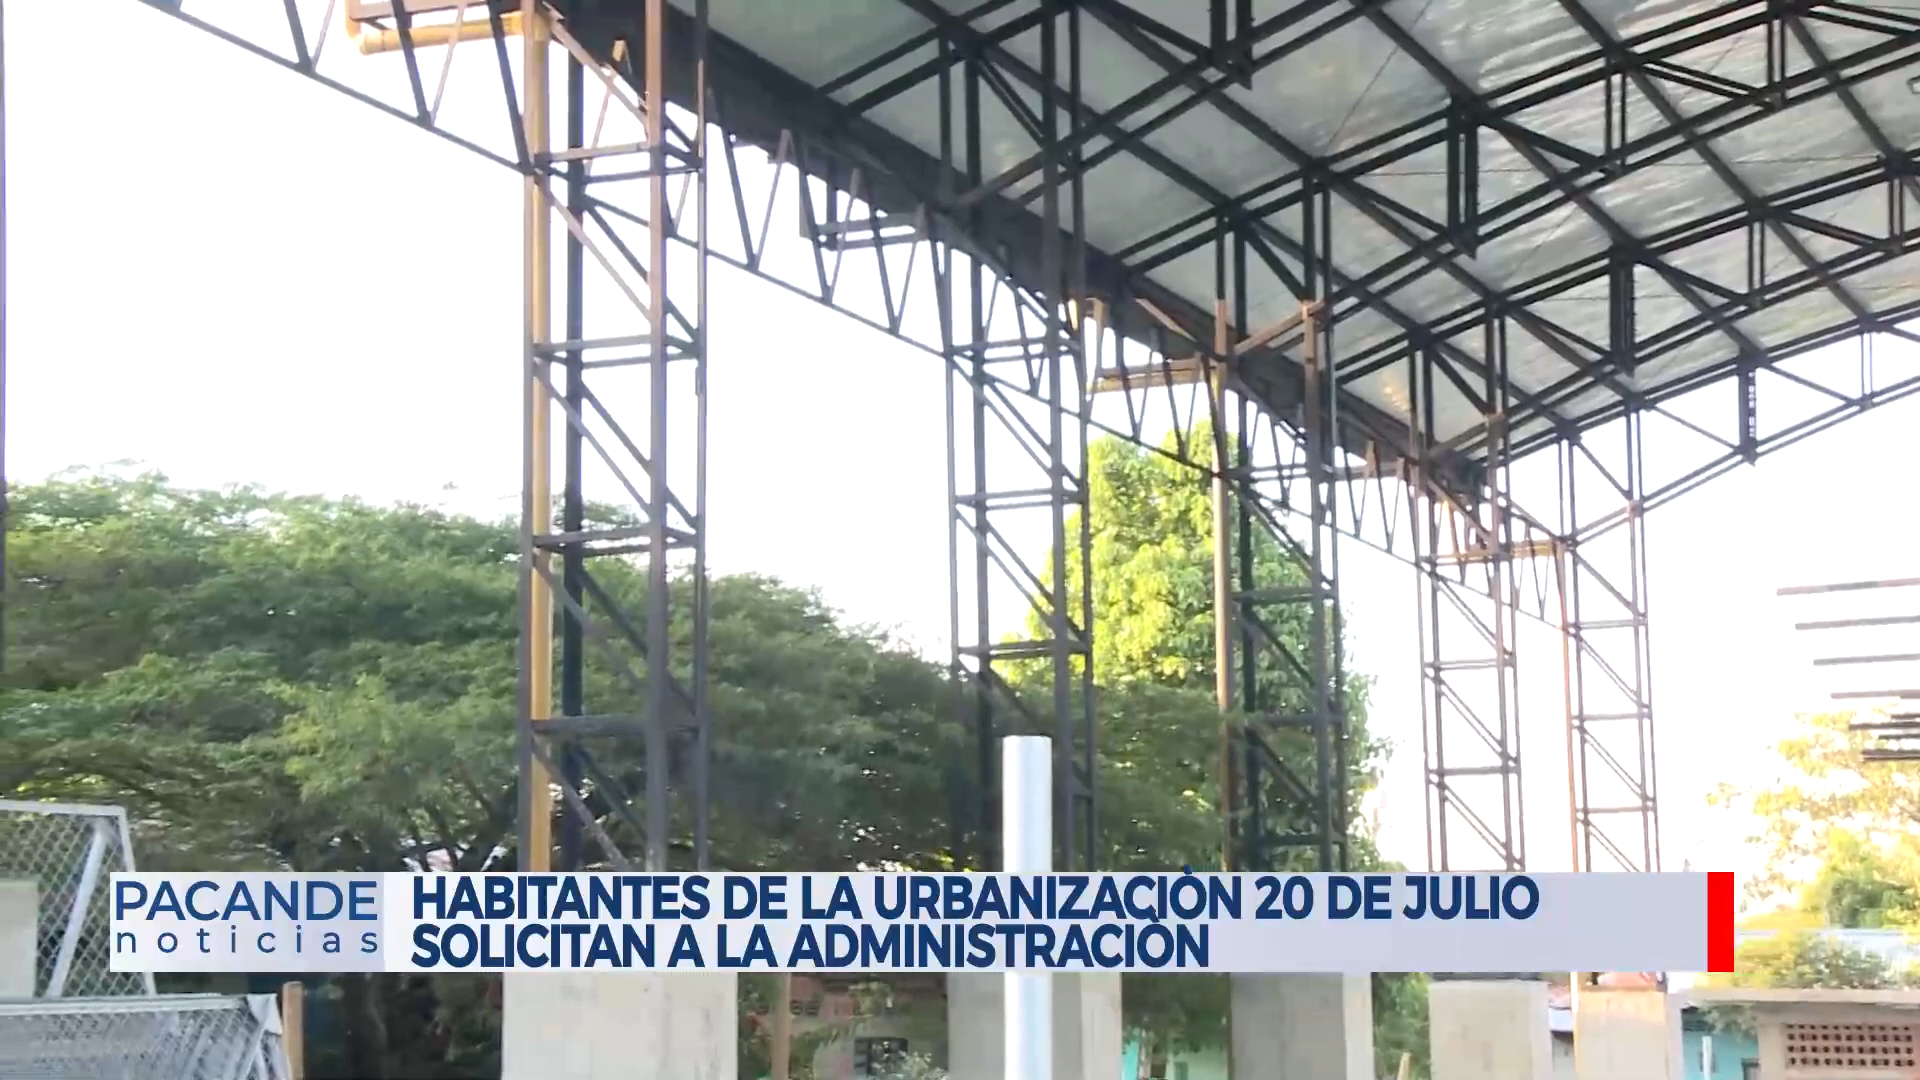 PACANDE
noticias
HABITANTES DE LA URBANIZACIÒN 20 DE JULIO
SOLICITAN A LA ADMINISTRACIÒN